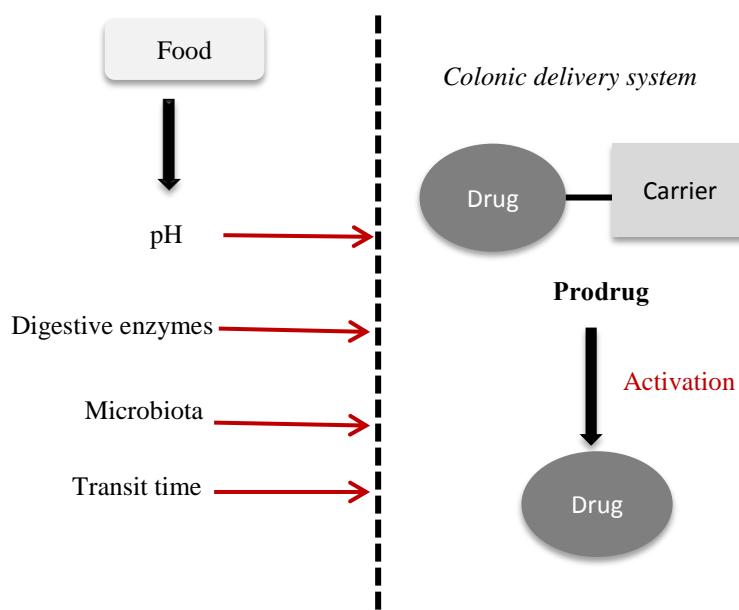 Food
pH
Digestive enzymes
Microbiota
Transit time
Colonic delivery system
Drug
Carrier
Prodrug
Activation
Drug